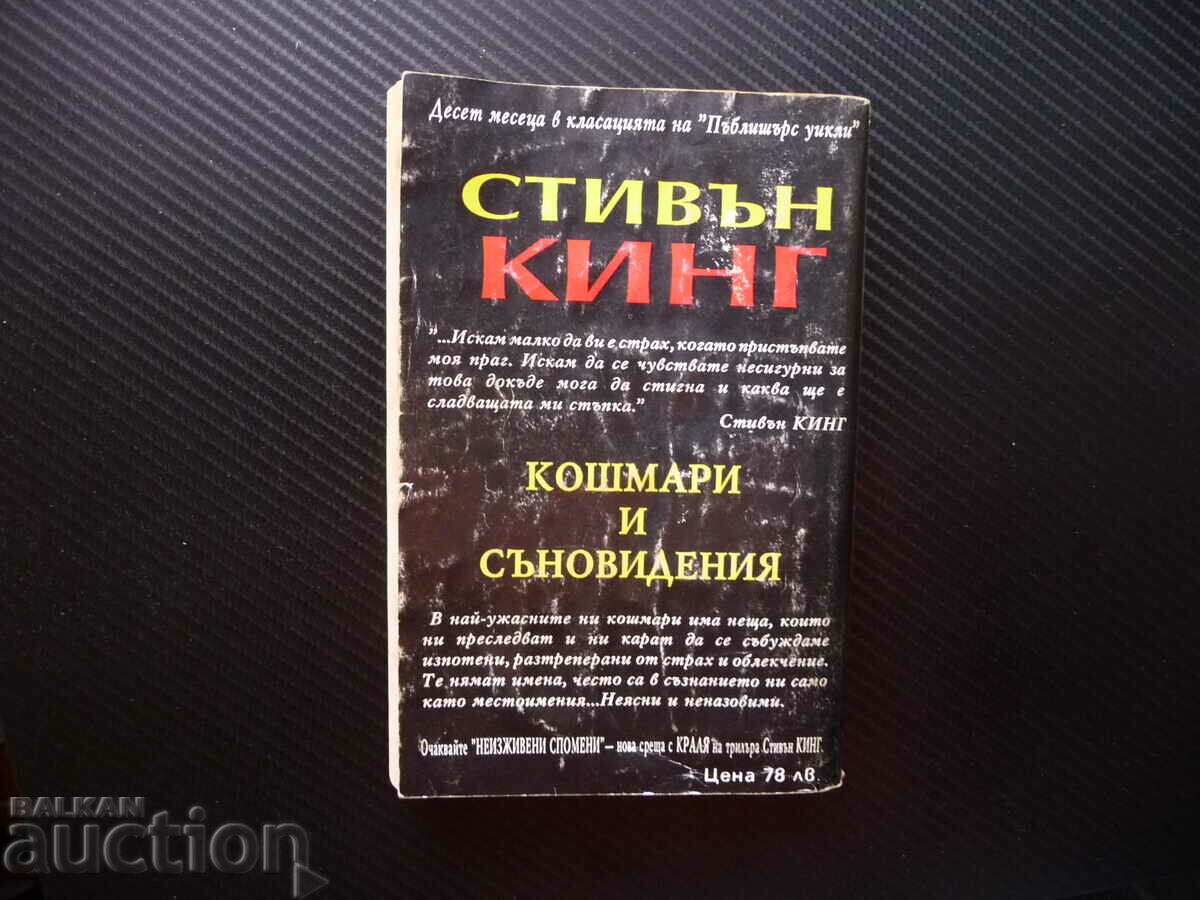 Десет месеца в класацията на "Пъблишърс уикли"
СТИВЪН
КИНГ
"...Искам малко да ви е страх, когато пристъпвате
моя праг. Искам да се чувствате несигурни за
това докъде мога да стигна и каква ще е
сладващата ми стъпка."
Стивън КИНГ
КОШМАРИ
И
СЪНОВИДЕНИЯ
В най-ужасните ни кошмари има неща, които
ни преследват и ни карат да се събуждаме
изпотени, разтреперани от страх и облекчение.
Те нямат имена, често са в съзнанието ни само
като местоимения...Неясни и неназовими.
Очаквайте "НЕИЗЖИВЕНИ СПОМЕНИ"– нова среща с КРАЛЯ на трилъра Стивън КИНГ.
Цена 78 лв.
BALKAN
auction